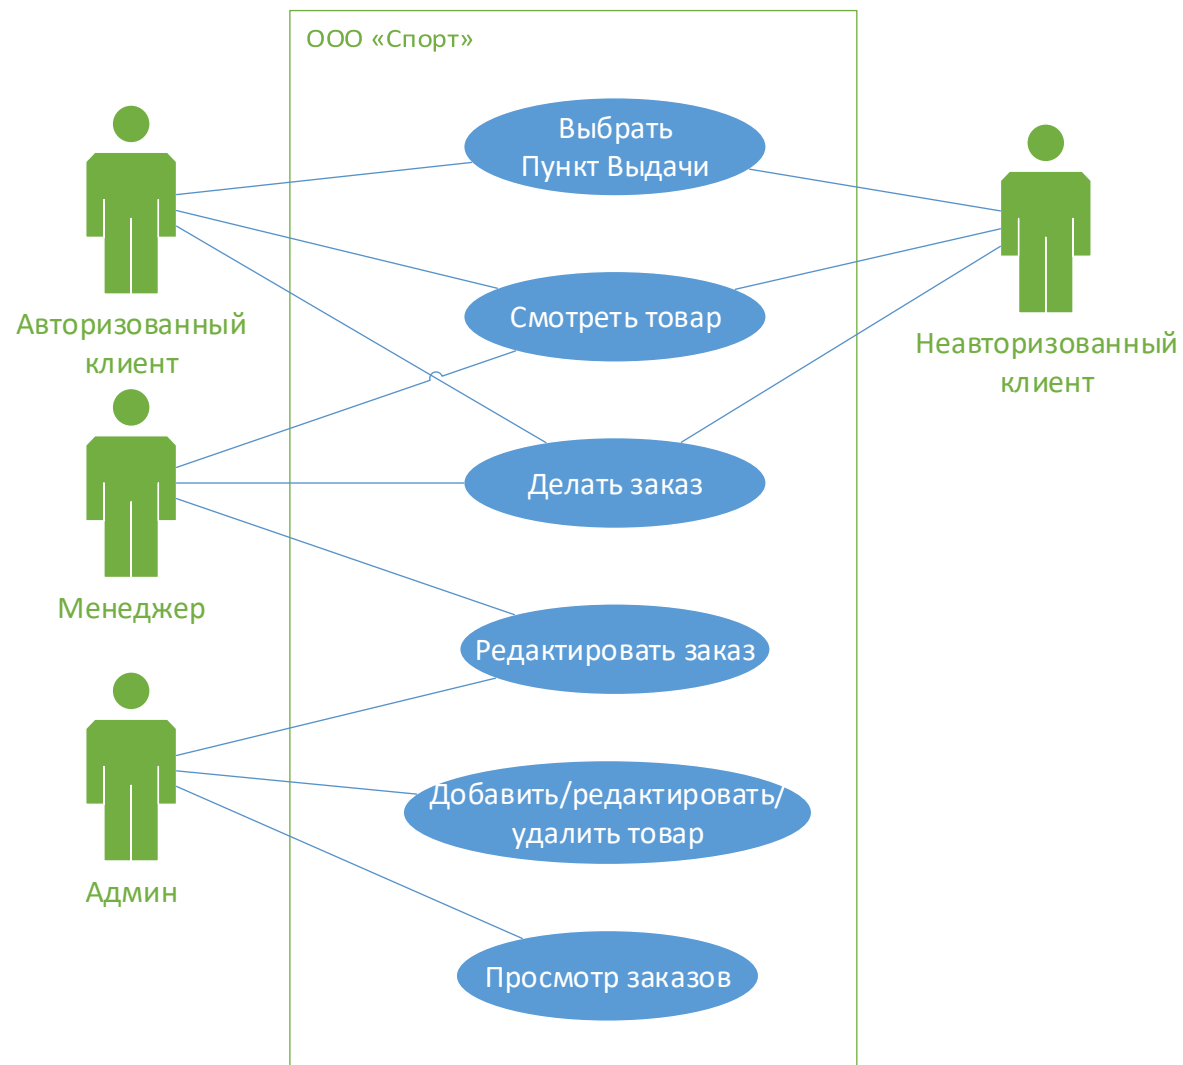 ООО «Спорт»
Выбрать
Пункт Выдачи
Авторизованный
клиент
Смотреть товар
Неавторизованный
клиент
Делать заказ
Менеджер
Редактировать заказ
Добавить/редактировать/
удалить товар
Админ
Просмотр заказов